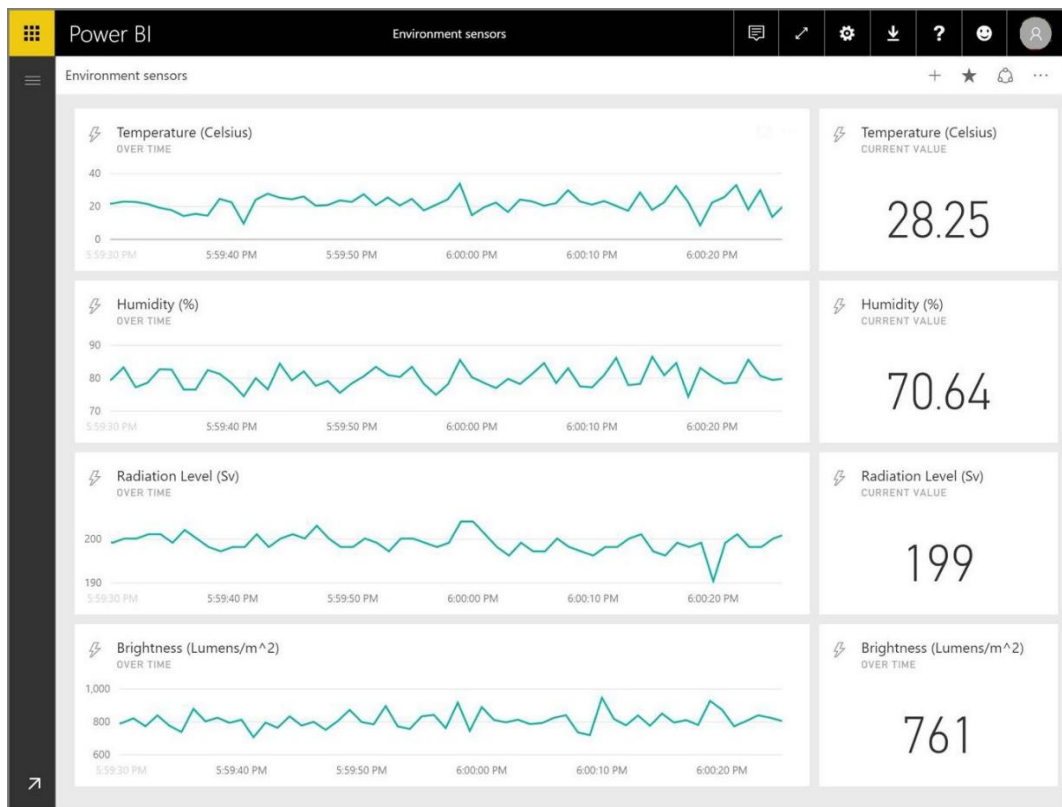 Power BI
Environment sensors
?
Environment sensors
Temperature (Celsius)
OVER TIME
40
20
0
5:59:30 PM 5:59:40 PM 5:59:50 PM 6:00:00 PM 6:00:10 PM 6:00:20 PM
Temperature (Celsius)
CURRENT VALUE
28.25
Humidity (%)
OVER TIME
90
80
70
5:59:30 PM 5:59:40 PM 5:59:50 PM 6:00:00 PM 6:00:10 PM 6:00:20 PM
Humidity (%)
CURRENT VALUE
70.64
Radiation Level (Sv)
OVER TIME
200
190
5:59:30 PM 5:59:40 PM 5:59:50 PM 6:00:00 PM 6:00:10 PM 6:00:20 PM
Radiation Level (Sv)
CURRENT VALUE
199
Brightness (Lumens/m^2)
OVER TIME
1,000
800
600
5:59:30 PM 5:59:40 PM 5:59:50 PM 6:00:00 PM 6:00:10 PM 6:00:20 PM
Brightness (Lumens/m^2)
OVER TIME
761